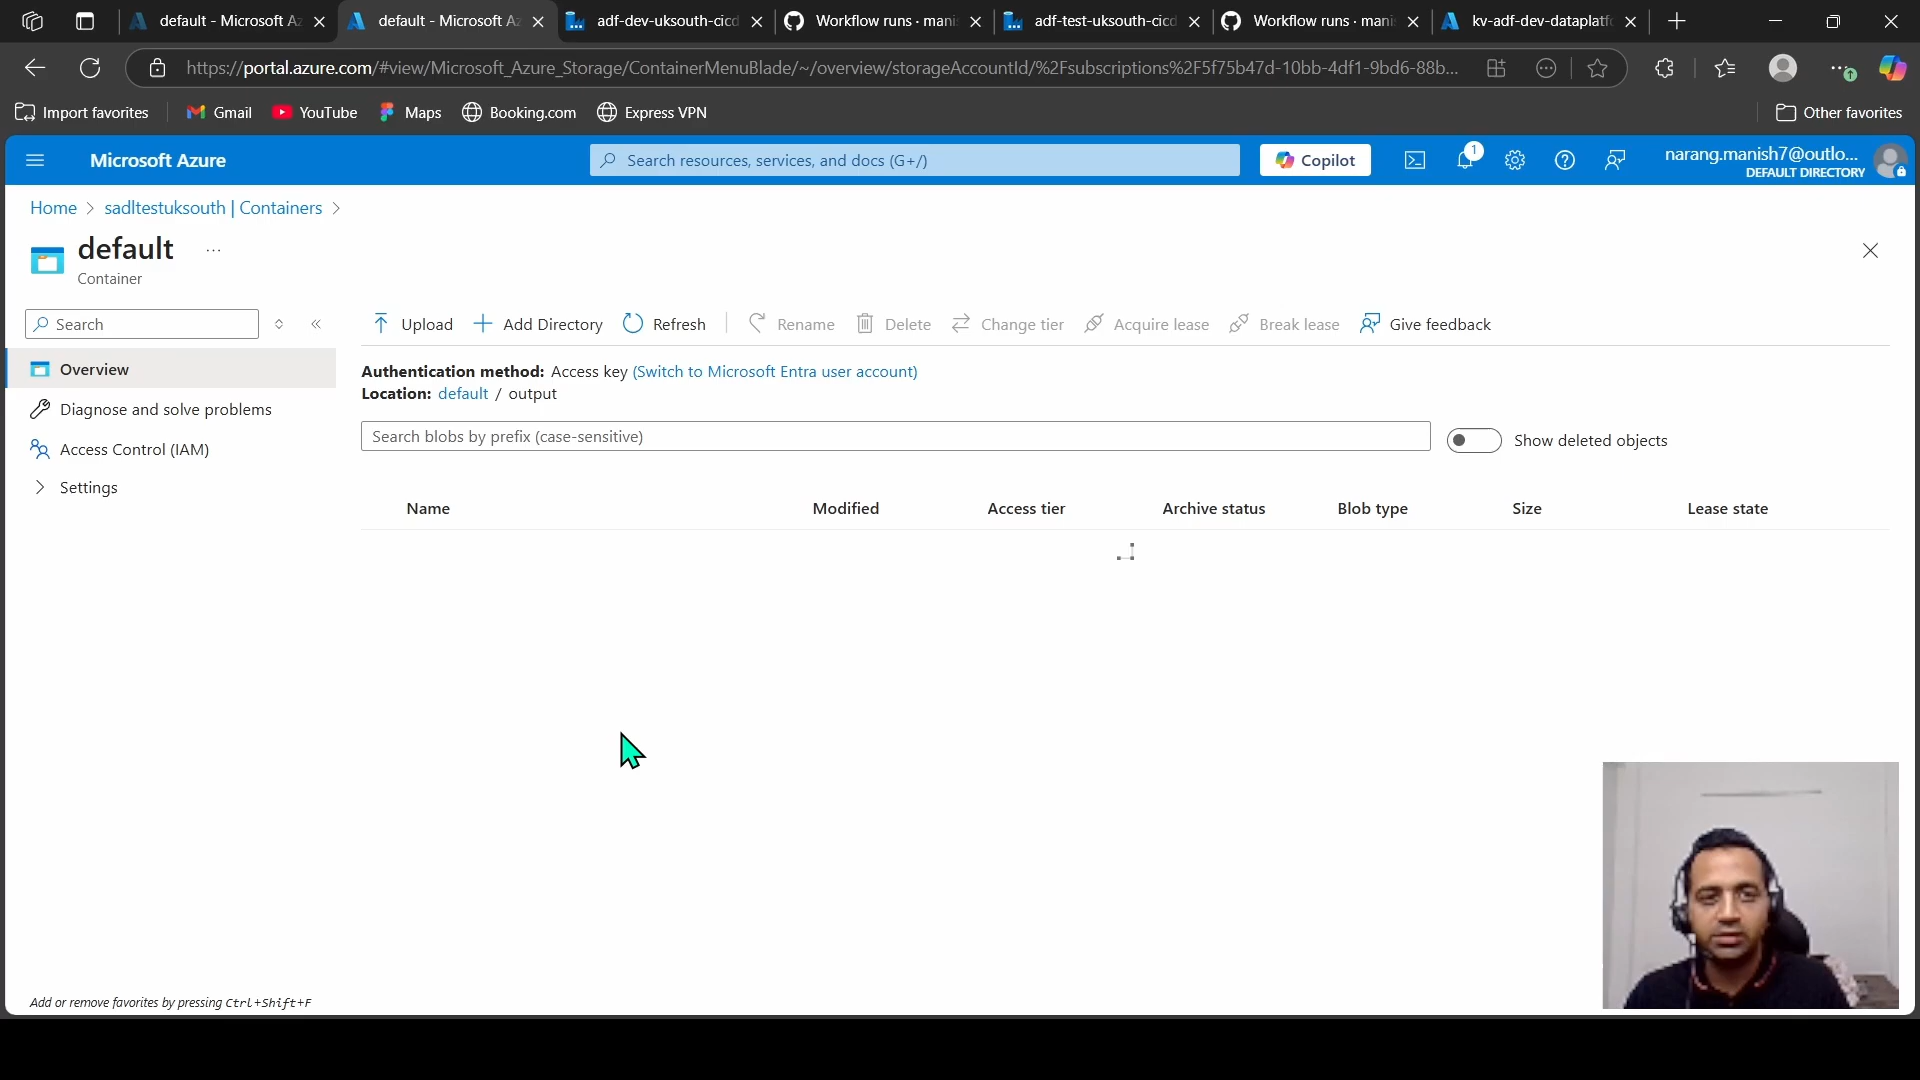 default - Microsoft Az
default - Microsoft Az
adf-dev-uksouth-cicd
Workflow runs · manis
adf-test-uksouth-cicd
Workflow runs · manis
kv-adf-dev-dataplatfo
https://portal.azure.com/#view/Microsoft_Azure_Storage/ContainerMenuBlade/~/overview/storageAccountId/%2Fsubscriptions%2F5f75b47d-10bb-4df1-9bd6-88b...
Import favorites
Gmail
YouTube
Maps
Booking.com
Express VPN
Other favorites
Microsoft Azure
Search resources, services, and docs (G+/)
Copilot
1
narang.manish7@outlo...
DEFAULT DIRECTORY
Home > sadltestuksouth | Containers >
default ...
Container
Search
Upload
Add Directory
Refresh
Rename
Delete
Change tier
Acquire lease
Break lease
Give feedback
Overview
Diagnose and solve problems
Access Control (IAM)
Settings
Authentication method: Access key (Switch to Microsoft Entra user account)
Location: default / output
Search blobs by prefix (case-sensitive)
Show deleted objects
Name
Modified
Access tier
Archive status
Blob type
Size
Lease state
Add or remove favorites by pressing Ctrl+Shift+F